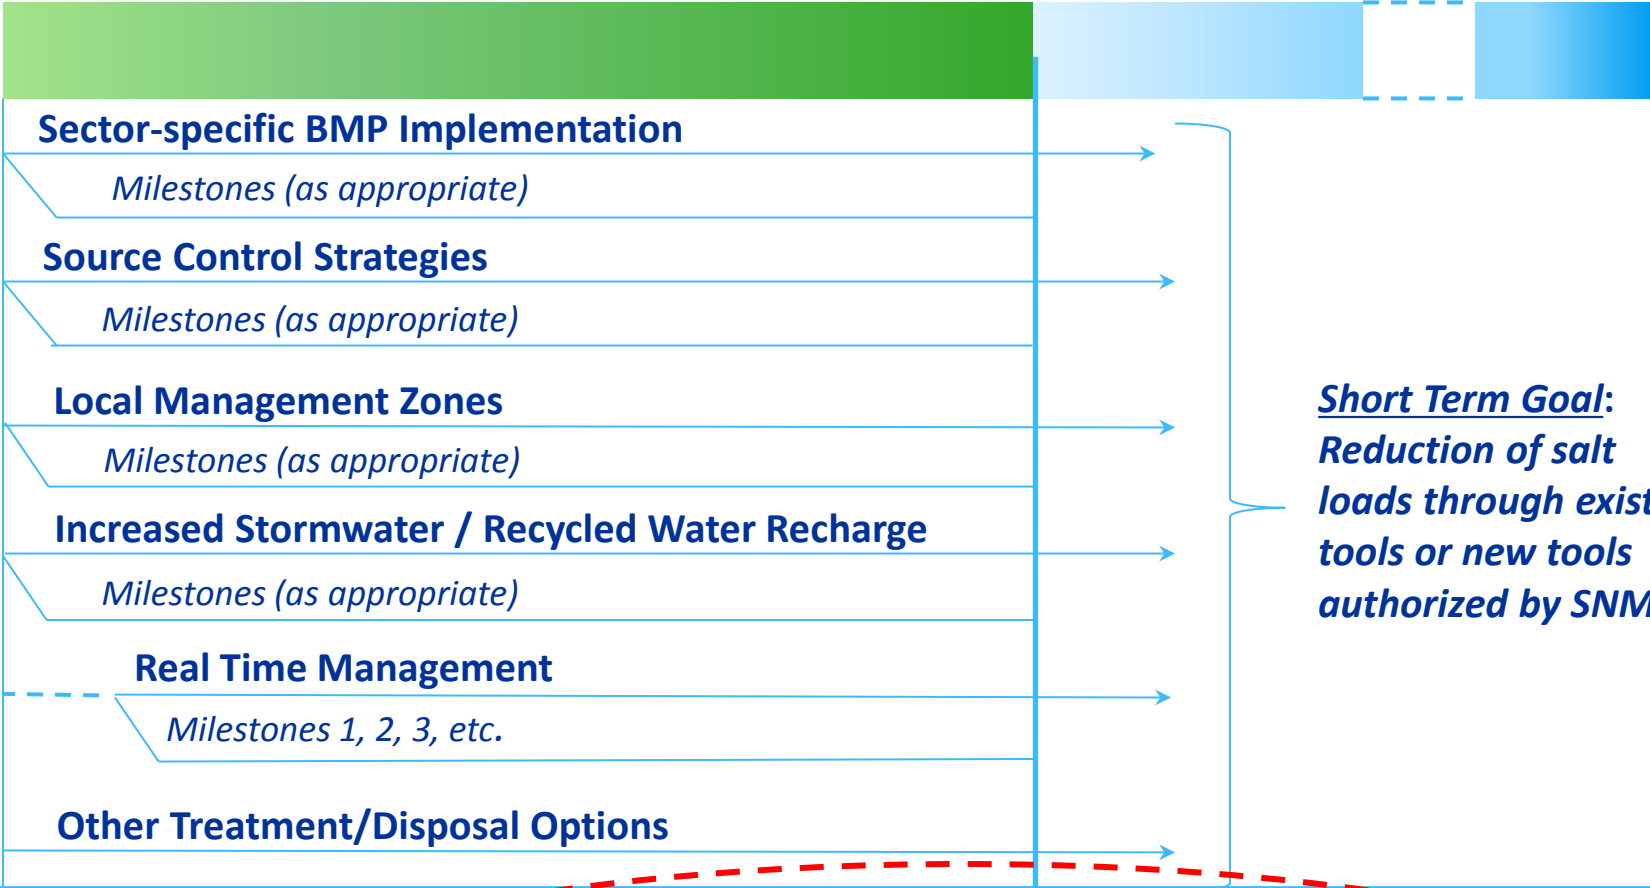 Sector-specific BMP Implementation
Milestones (as appropriate)
Source Control Strategies
Milestones (as appropriate)
Local Management Zones
Milestones (as appropriate)
Increased Stormwater / Recycled Water Recharge
Milestones (as appropriate)
Real Time Management
Milestones 1, 2, 3, etc.
Other Treatment/Disposal Options
Short Term Goal:
Reduction of salt
loads through
tools or new tools
authorized by